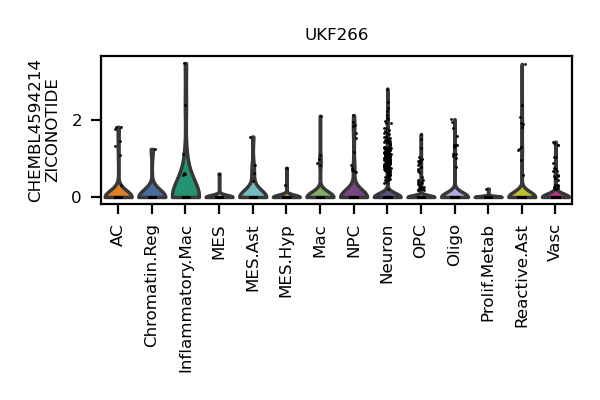 UKF266
CHEMBL4594214
ZICONOTIDE
2
0
AC
Chromatin.Reg
Inflammatory.Mac
MES
MES.Ast
MES.Hyp
Mac
NPC
Neuron
OPC
Oligo
Prolif.Metab
Reactive.Ast
Vasc